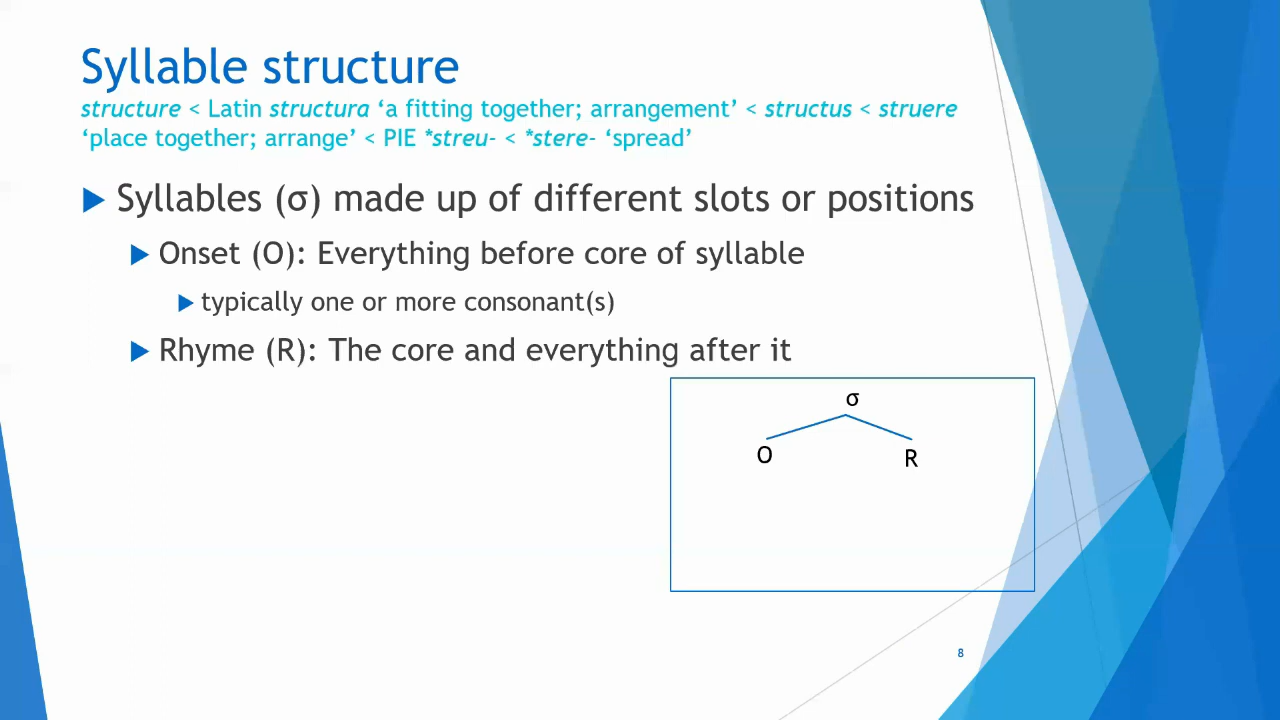 Syllable structure
structure < Latin structura ‘a fitting together; arrangement’ < structus < struere
‘place together; arrange’ < PIE *streu- < *stere- ‘spread’
Syllables (σ) made up of different slots or positions
Onset (O): Everything before core of syllable
typically one or more consonant(s)
Rhyme (R): The core and everything after it
σ
O R
8